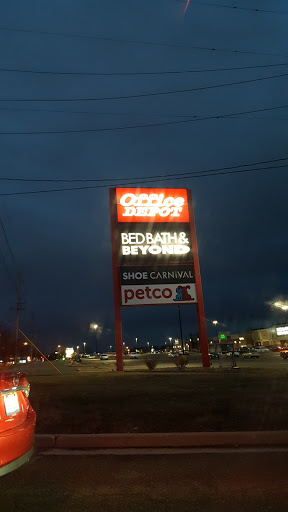 Office
DEPOT
BED BATH &
BEYOND
SHOE CARNIVAL
petco